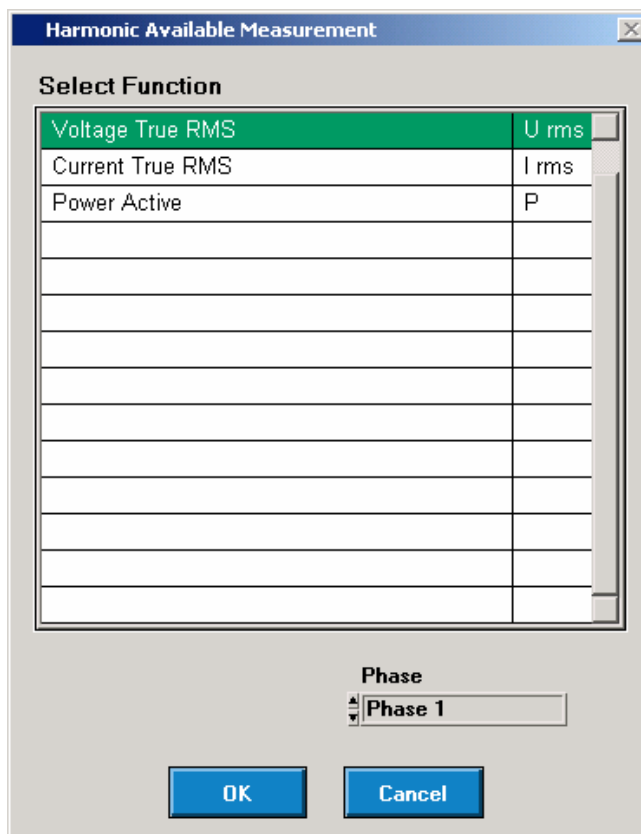 Harmonic Available Measurement
Select Function
Voltage True RMS U rms
Current True RMS I rms
Power Active P
Phase
Phase 1
OK Cancel